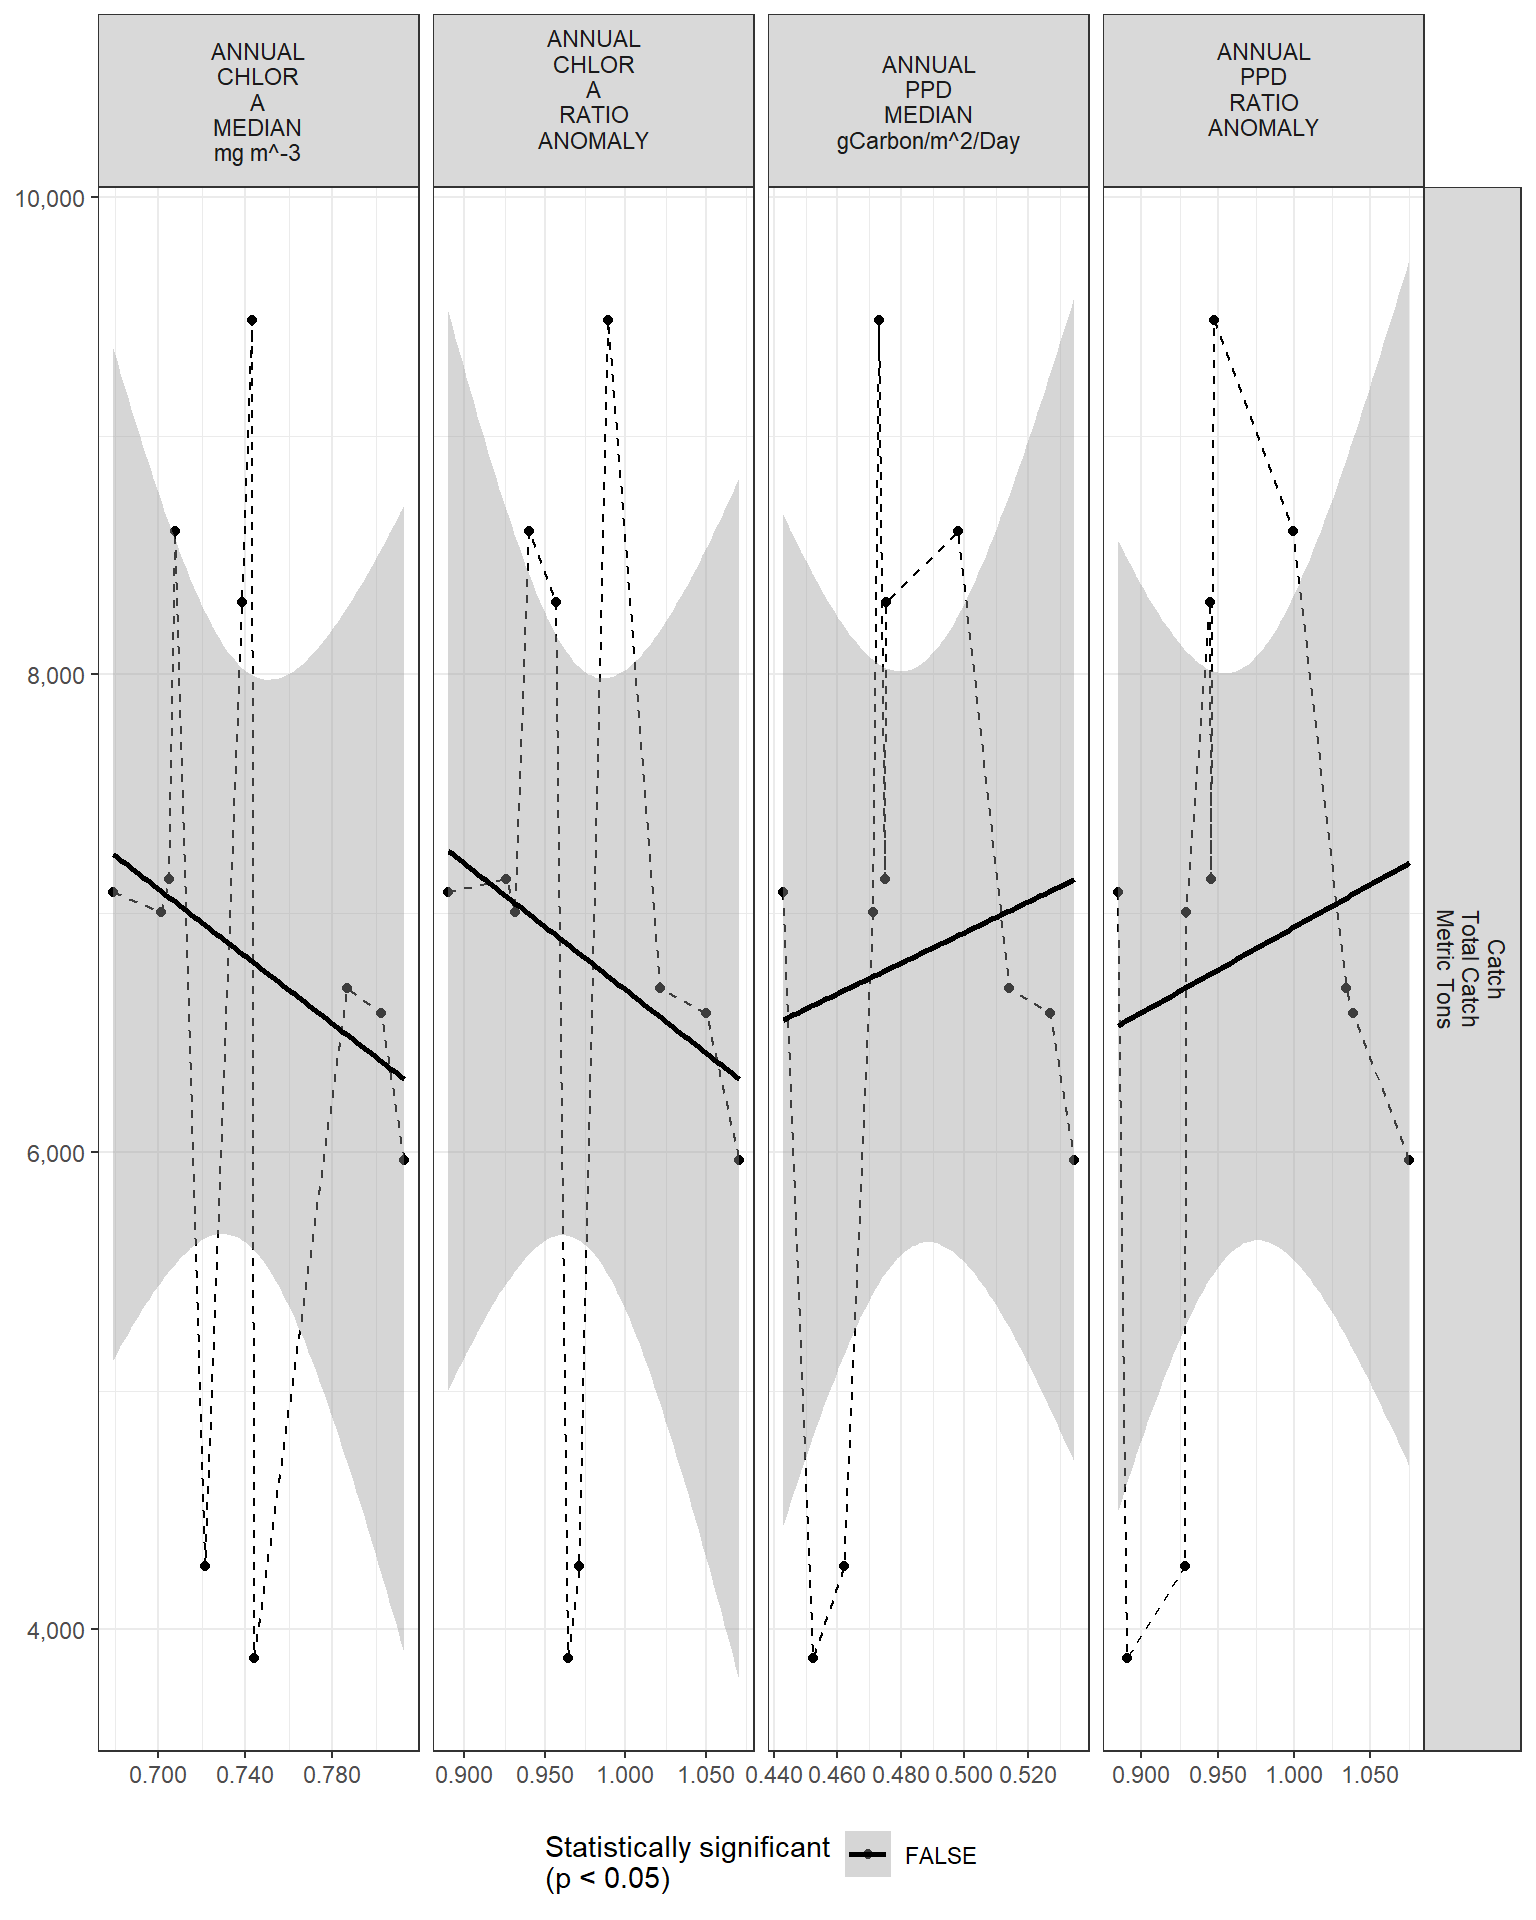 ANNUAL
CHLOR
A
MEDIAN
mg m^-3
ANNUAL
CHLOR
A
RATIO
ANOMALY
ANNUAL
PPD
MEDIAN
gCarbon/m^2/Day
ANNUAL
PPD
RATIO
ANOMALY
10,000
8,000
6,000
4,000
Catch
Total Catch
Metric Tons
0.700 0.740 0.780
0.900 0.950 1.000 1.050
0.440 0.460 0.480 0.500 0.520
0.900 0.950 1.000 1.050
Statistically significant
(p < 0.05)
FALSE